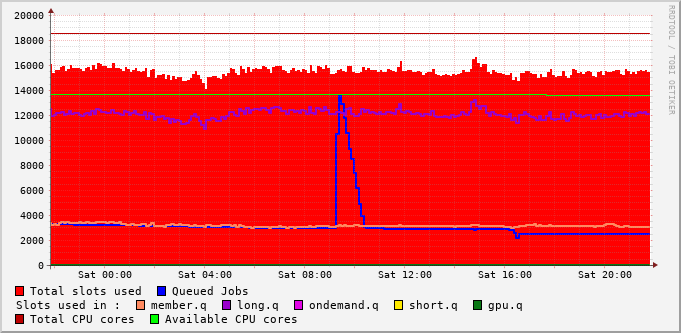 20000
18000
16000
14000
12000
10000
8000
6000
4000
2000
0
Sat 00:00 Sat 04:00 Sat 08:00 Sat 12:00 Sat 16:00 Sat 20:00
RRDTOOL / TOBI OETIKER
Total slots used Queued Jobs
Slots used in : member.q long.q ondemand.q short.q gpu.q
Total CPU cores Available CPU cores